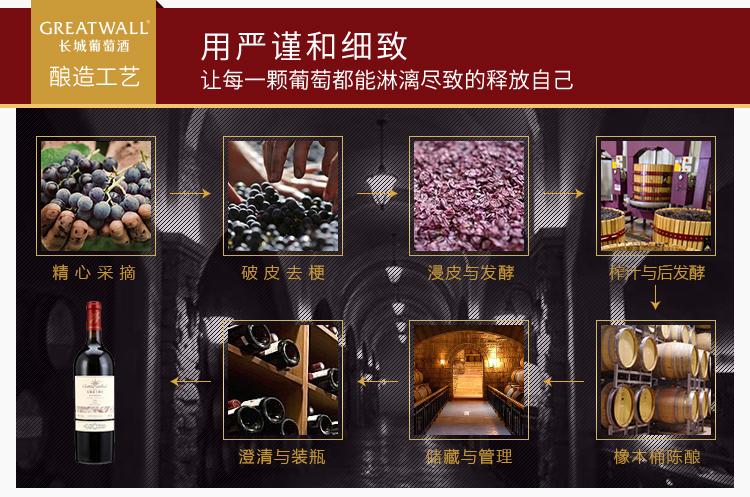 GREATWALL
长城葡萄酒
酿造工艺
用严谨和细致
让每一颗葡萄都能淋漓尽致的释放自己
精心采摘
破皮去梗
漫皮与发酵
榨汁与后发酵
澄清与装瓶
储藏与管理
橡木桶陈酿